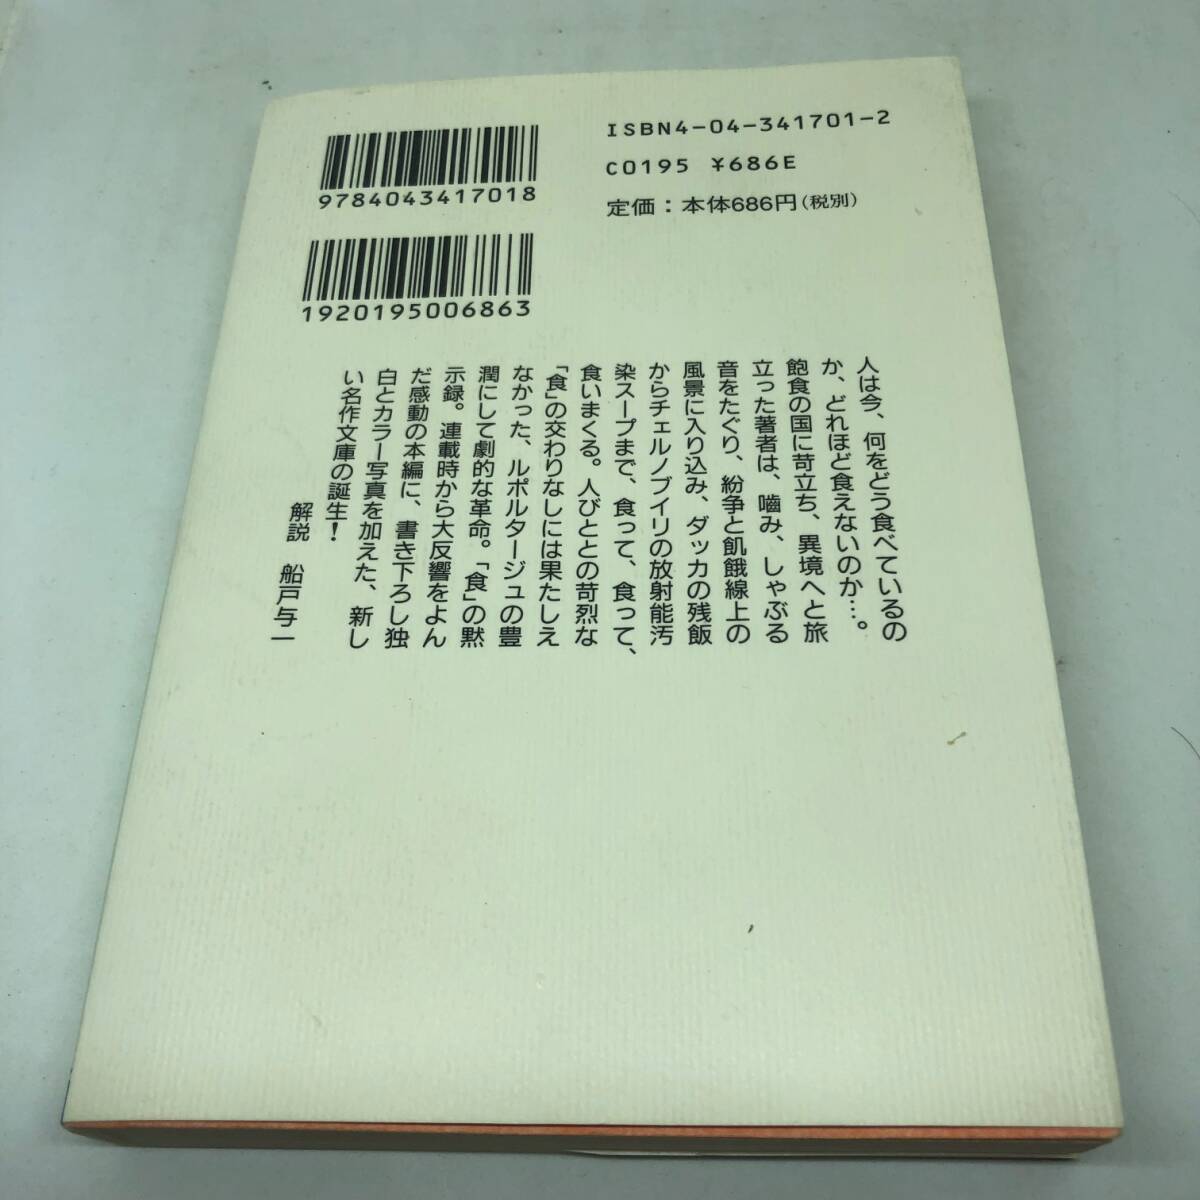 ISBN4-04-341701-2
C0195 ¥686E
定価：本体686円（税別）
9784043417018
1920195006863
人は今、何をどう食べているの
か、どれほど食えないのか…。
飽食の国に苛立ち、異境へと旅
立った著者は、噛み、しゃぶる
音をたぐり、紛争と飢餓線上の
風景に入り込み、ダッカの残飯
からチェルノブイリの放射能汚
染スープまで、食って、食って、
食いまくる。人びととの苛烈な
「食」の交わりなしには果たしえ
なかった、ルポルタージュの豊
潤にして劇的な革命。「食」の黙
示録。連載時から大反響をよん
だ感動の本編に、書き下ろし独
白とカラー写真を加えた、新し
い名作文庫の誕生！
解説　船戸与一